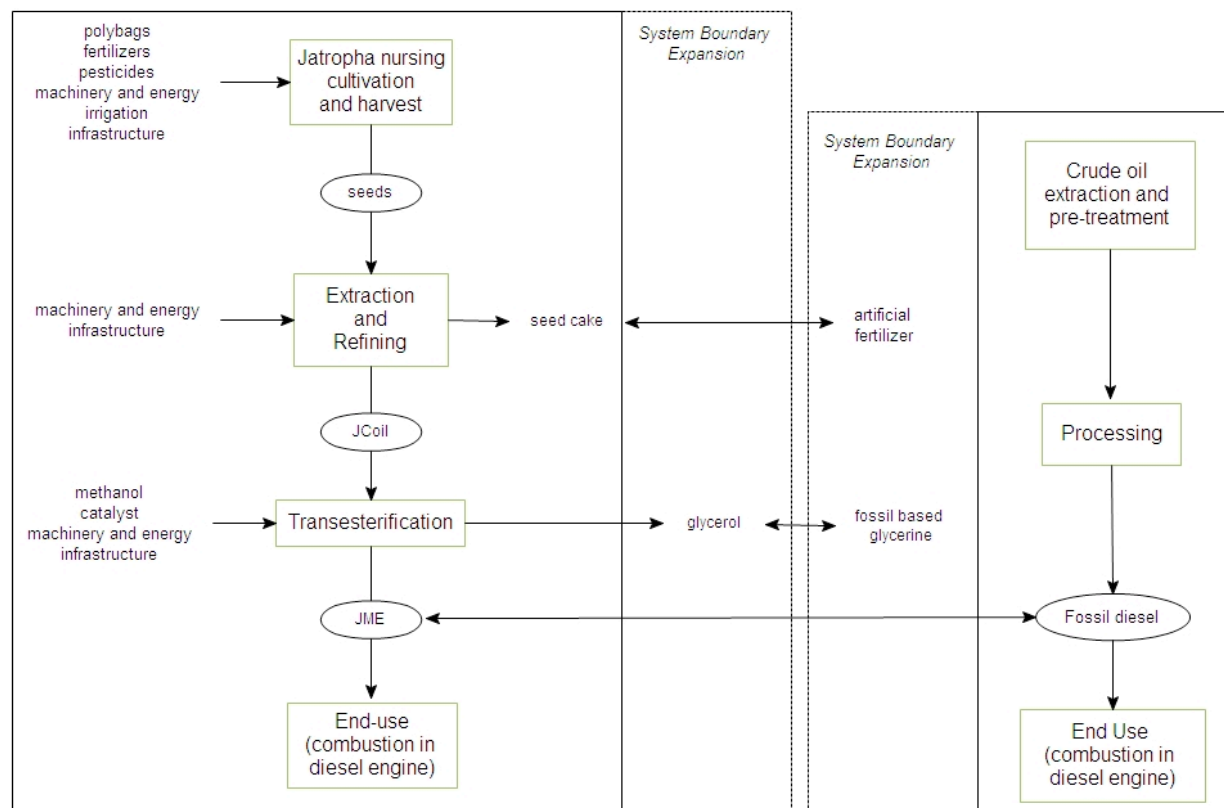 polybags
fertilizers
pesticides
machinery and energy
irrigation
infrastructure
Jatropha nursing
cultivation
and harvest
System Boundary
Expansion
seeds
machinery and energy
infrastructure
Extraction
and
Refining
seed cake
JCoil
methanol
catalyst
machinery and energy
infrastructure
Transesterification
glycerol
JME
End-use
(combustion in
diesel engine)
System Boundary
Expansion
artificial
fertilizer
fossil based
glycerine
Crude oil
extraction and
pre-treatment
Processing
Fossil diesel
End Use
(combustion in
diesel engine)